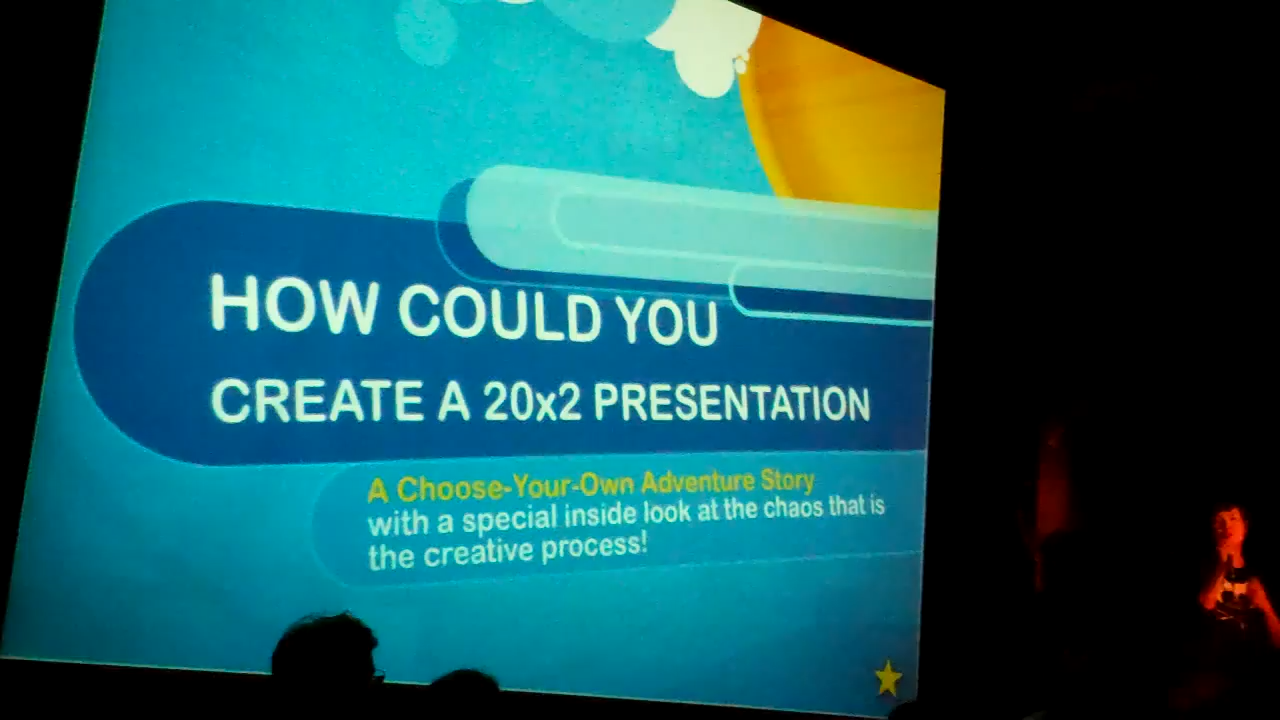 HOW COULD YOU
CREATE A 20x2 PRESENTATION
A Choose-Your-Own Adventure Story
with a special inside look at the chaos that is
the creative process!